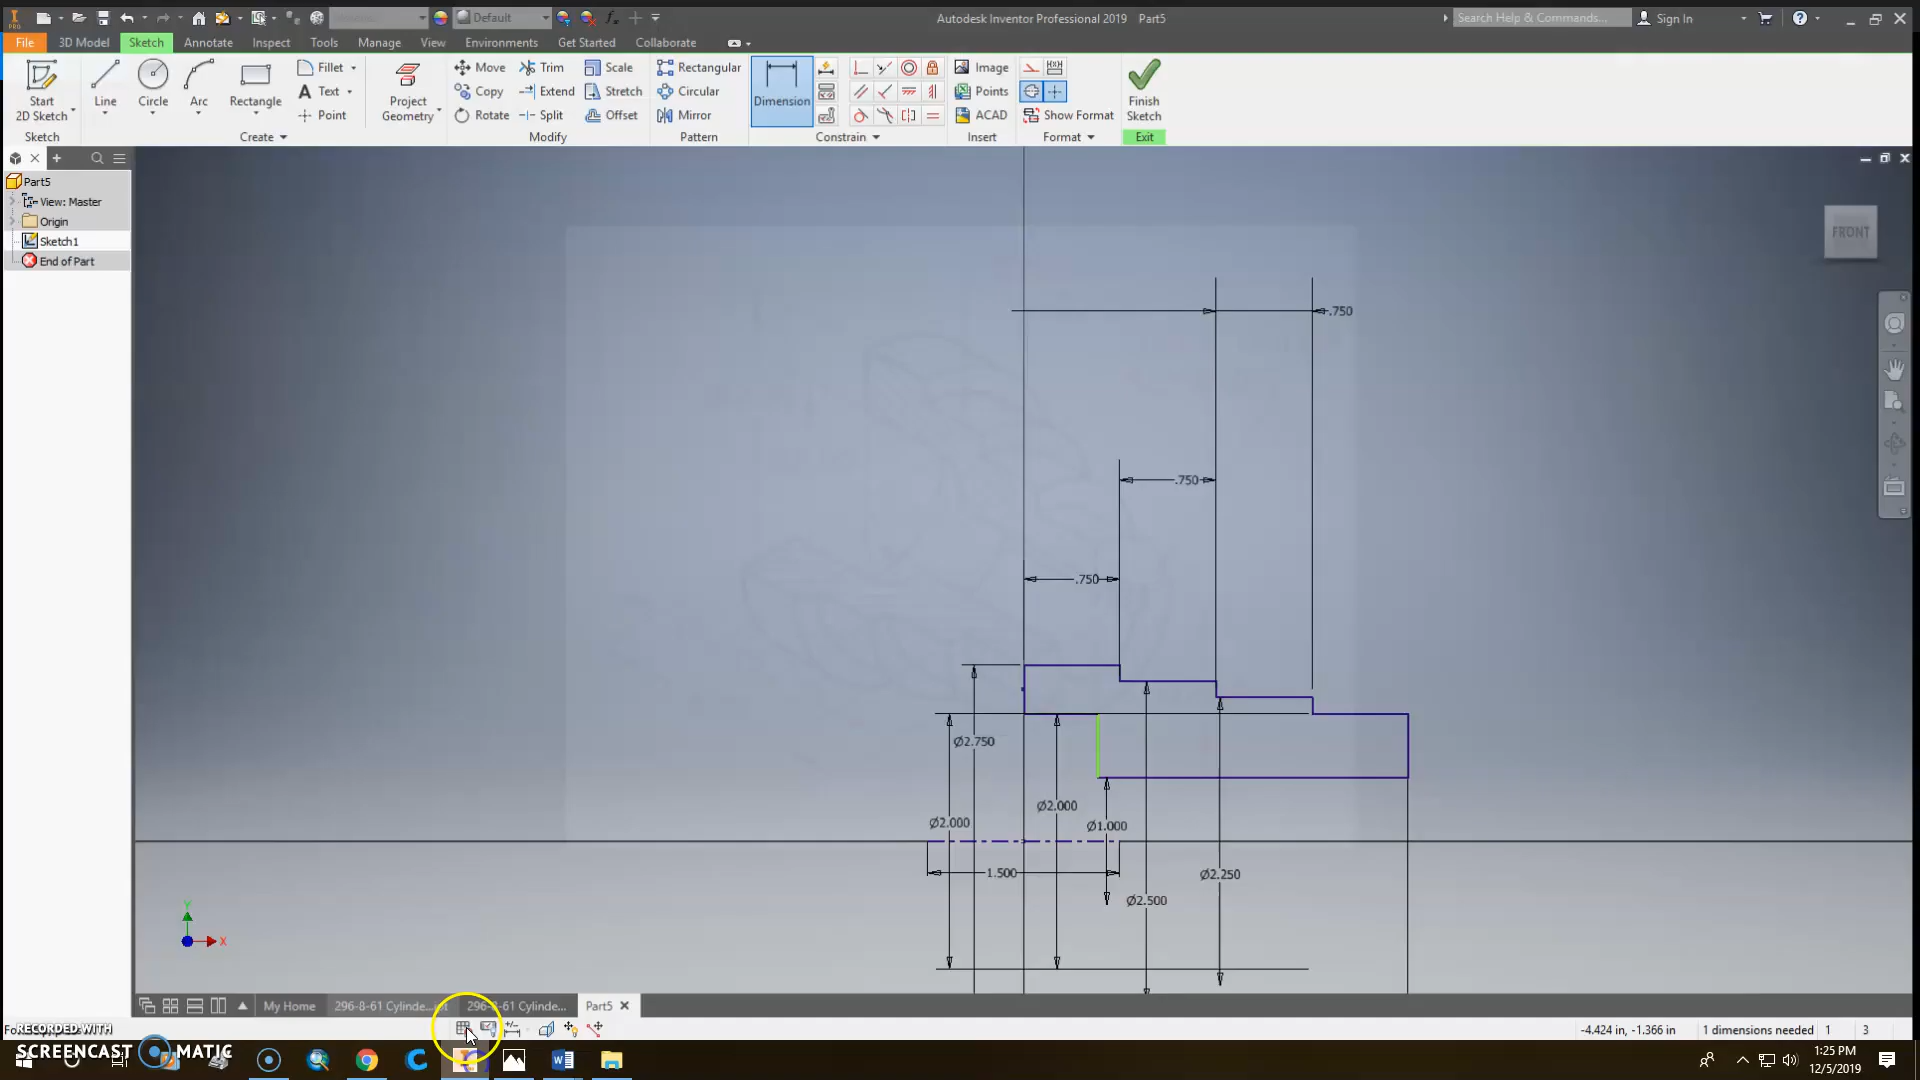 Default
Autodesk Inventor Professional 2019 Part5
Search Help & Commands...
Sign In
File 3D Model Sketch Annotate Inspect Tools Manage View Environments Get Started Collaborate
Start
2D Sketch
Line Circle Arc Rectangle
Fillet
Text
Point
Project
Geometry
Move Trim Scale
Copy Extend Stretch
Rotate Split Offset
Rectangular
Circular
Mirror
Dimension
Image
Points
ACAD
Show Format
Finish
Sketch
Sketch Create Modify Pattern Constrain Insert Format Exit
Part5
View: Master
Origin
Sketch1
End of Part
FRONT
.750
.750
.750
Ø2.750
Ø2.000
Ø2.000
Ø1.000
1.500
Ø2.250
Ø2.500
Y
X
My Home 296-8-61 Cylinde... 296-8-61 Cylinde... Part5
-4.424 in, -1.366 in 1 dimensions needed 1 3
RECORDED WITH
SCREENCAST MATIC
1:25 PM
12/5/2019